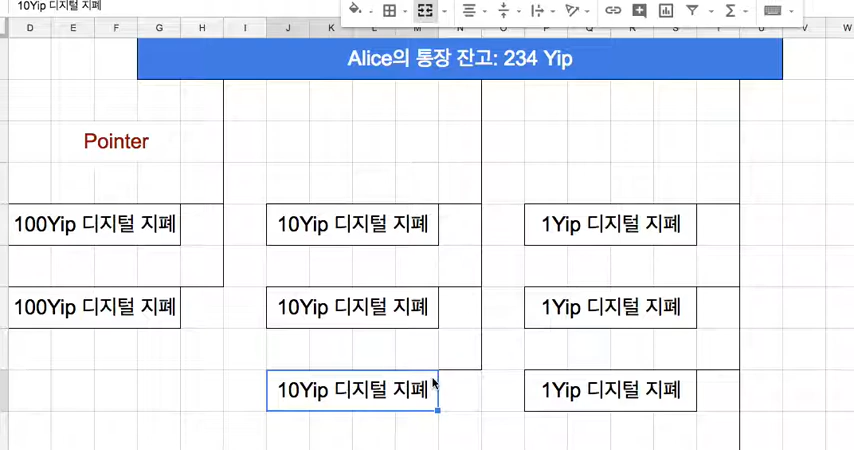 10Yip 디지털 지폐
D E F G H I J K L M N O P Q R S T U V W
Alice의 통장 잔고: 234 Yip
Pointer
100Yip 디지털 지폐 10Yip 디지털 지폐 1Yip 디지털 지폐
100Yip 디지털 지폐 10Yip 디지털 지폐 1Yip 디지털 지폐
10Yip 디지털 지폐 1Yip 디지털 지폐